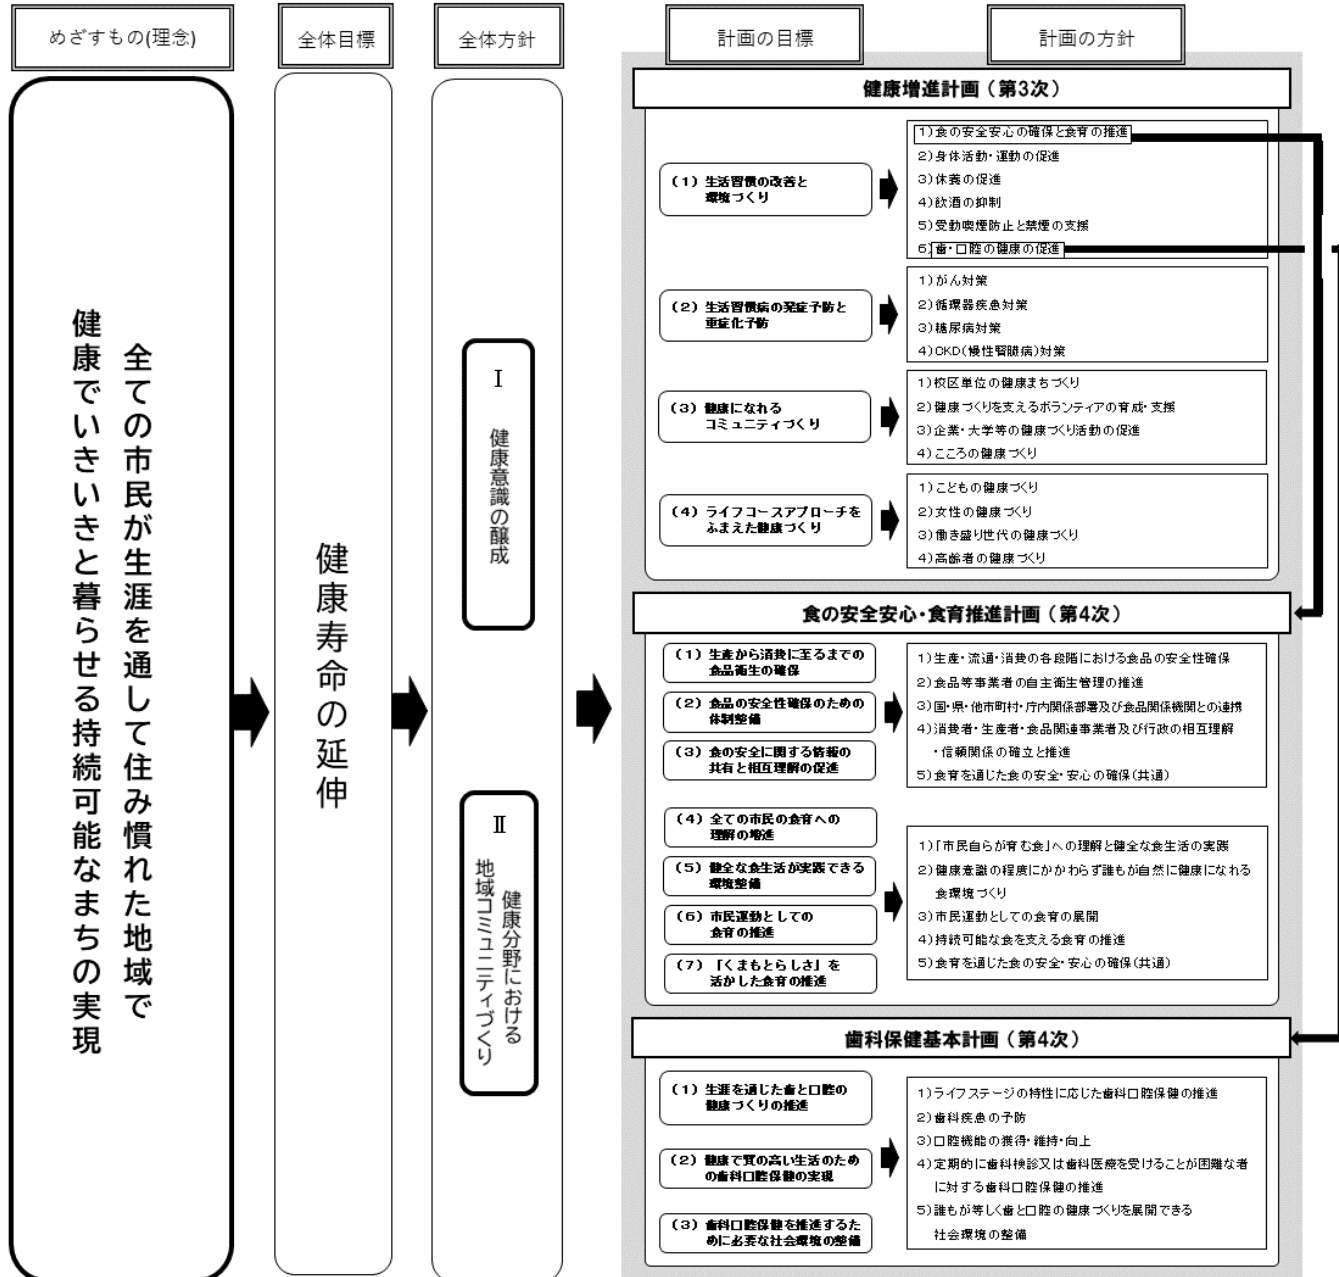 めざすもの(理念)
全体目標
全体方針
計画の目標
計画の方針
全ての市民が生涯を通して住み慣れた地域で
健康でいきいきと暮らせる持続可能なまちの実現
健康寿命の延伸
Ⅰ
健康意識の醸成
Ⅱ
健康分野における
地域コミュニティづくり
健康増進計画(第3次)
(1)生活習慣の改善と
環境づくり
1)食の安全安心の確保と食育の推進
2)身体活動・運動の促進
3)休養の促進
4)飲酒の抑制
5)受動喫煙防止と禁煙の支援
6)歯・口腔の健康の促進
(2)生活習慣病の発症予防と
重症化予防
1)がん対策
2)循環器疾患対策
3)糖尿病対策
4)CKD(慢性腎臓病)対策
(3)健康になれる
コミュニティづくり
1)校区単位の健康まちづくり
2)健康づくりを支えるボランティアの育成・支援
3)企業・大学等の健康づくり活動の促進
4)こころの健康づくり
(4)ライフコースアプローチを
ふまえた健康づくり
1)こどもの健康づくり
2)女性の健康づくり
3)働き盛り世代の健康づくり
4)高齢者の健康づくり
食の安全安心・食育推進計画(第4次)
(1)生産から消費に至るまでの
食品衛生の確保
(2)食品の安全性確保のための
体制整備
(3)食の安全に関する情報の
共有と相互理解の促進
1)生産・流通・消費の各段階における食品の安全性確保
2)食品等事業者の自主衛生管理の推進
3)国・県・他市町村・庁内関係部署及び食品関係機関との連携
4)消費者・生産者・食品関連事業者及び行政の相互理解
・信頼関係の確立と推進
5)食育を通じた食の安全・安心の確保(共通)
(4)全ての市民の食育への
理解の増進
(5)健全な食生活が実践できる
環境整備
(6)市民運動としての
食育の推進
(7)「くまもとらしさ」を
活かした食育の推進
1)「市民自らが育む食」への理解と健全な食生活の実践
2)健康意識の程度にかかわらず誰もが自然に健康になれる
食環境づくり
3)市民運動としての食育の展開
4)持続可能な食を支える食育の推進
5)食育を通じた食の安全・安心の確保(共通)
歯科保健基本計画(第4次)
(1)生涯を通じた歯と口腔の
健康づくりの推進
(2)健康で質の高い生活のため
の歯科口腔保健の実現
(3)歯科口腔保健を推進するた
めに必要な社会環境の整備
1)ライフステージの特性に応じた歯科口腔保健の推進
2)歯科疾患の予防
3)口腔機能の獲得・維持・向上
4)定期的に歯科検診又は歯科医療を受けることが困難な者
に対する歯科口腔保健の推進
5)誰もが等しく歯と口腔の健康づくりを展開できる
社会環境の整備